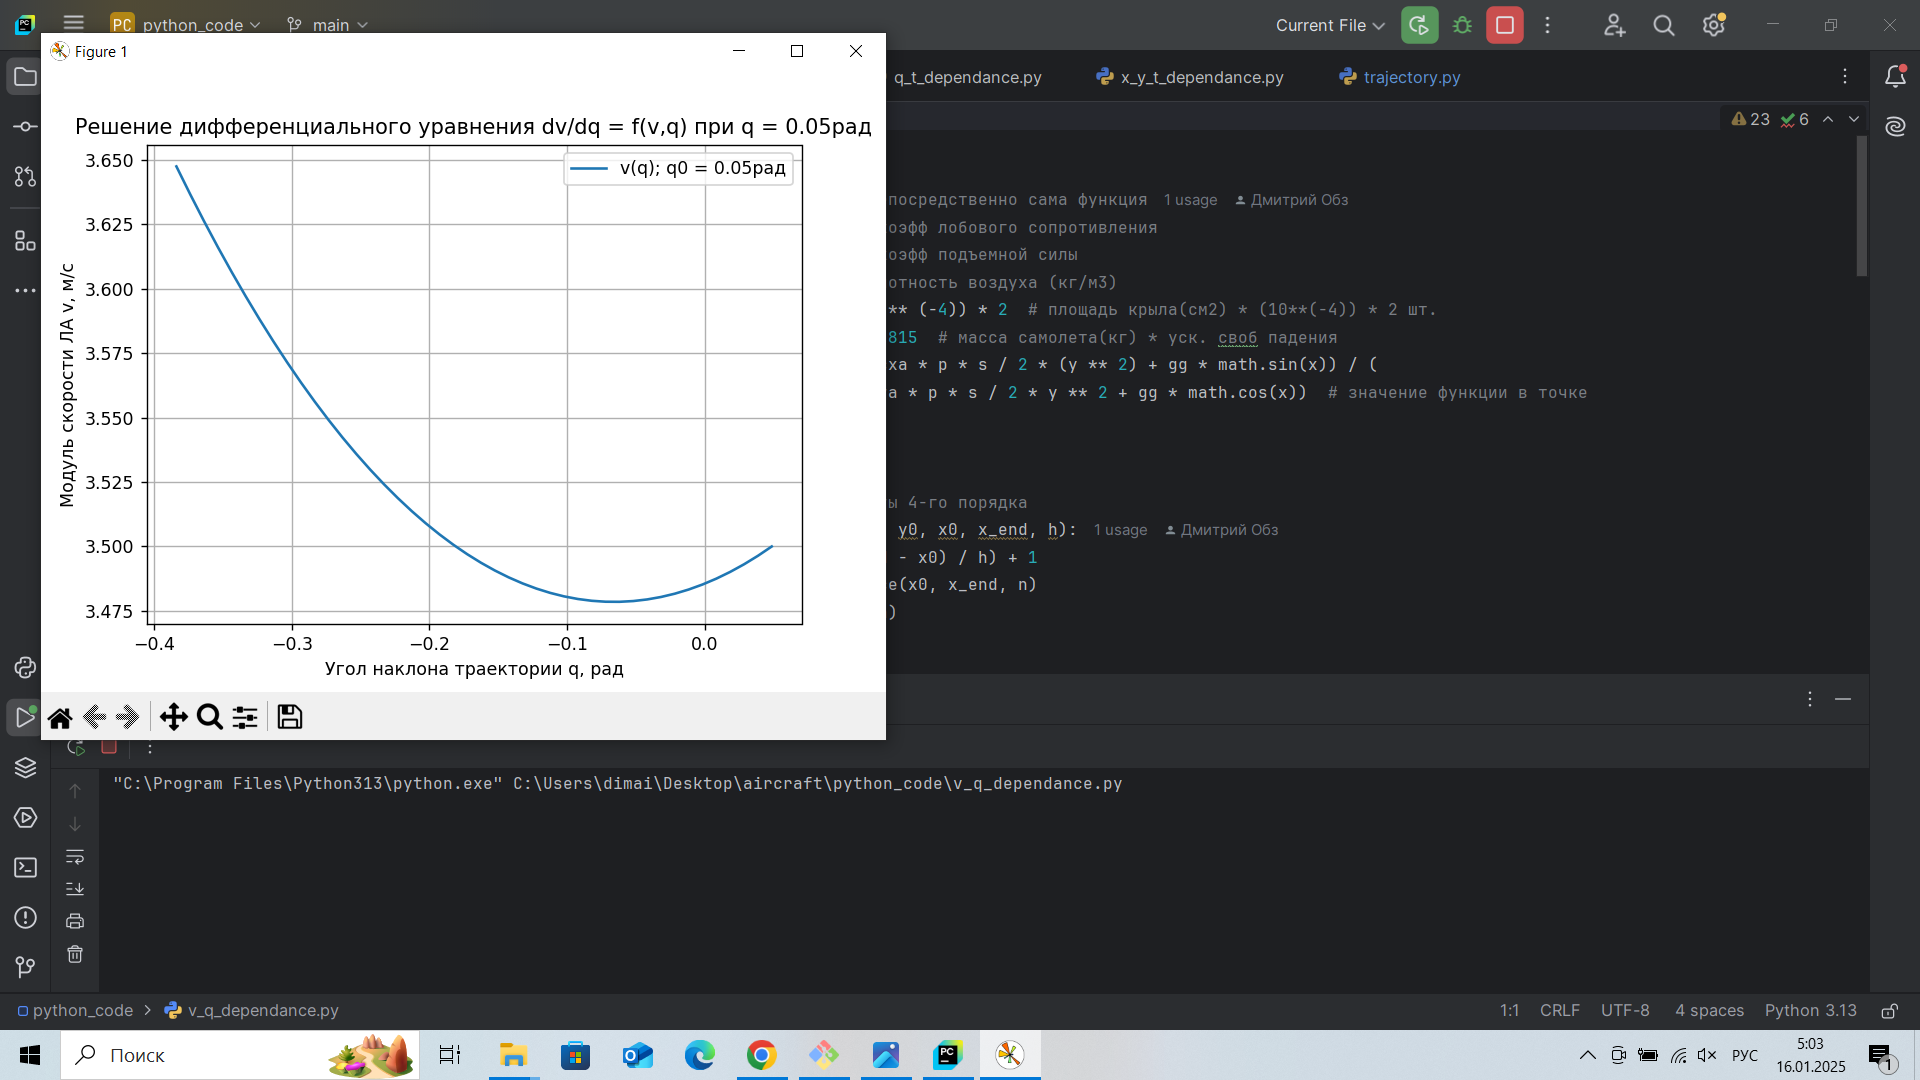 PC python_code main
Current File
Figure 1
q_t_dependance.py
x_y_t_dependance.py
trajectory.py
23 6
Решение дифференциального уравнения dv/dq = f(v,q) при q = 0.05рад
v(q); q0 = 0.05рад
3.650
3.625
3.600
3.575
3.550
3.525
3.500
3.475
Модуль скорости ЛА v, м/с
−0.4 −0.3 −0.2 −0.1 0.0
Угол наклона траектории q, рад
посредственно сама функция 1 usage Дмитрий Обз
оэфф лобового сопротивления
оэфф подъемной силы
отность воздуха (кг/м3)
** (-4)) * 2 # площадь крыла(см2) * (10**(-4)) * 2 шт.
815 # масса самолета(кг) * уск. своб падения
xa * p * s / 2 * (y ** 2) + gg * math.sin(x)) / (
a * p * s / 2 * y ** 2 + gg * math.cos(x)) # значение функции в точке
ы 4-го порядка
y0, x0, x_end, h): 1 usage Дмитрий Обз
- x0) / h) + 1
e(x0, x_end, n)
)
"C:\Program Files\Python313\python.exe" C:\Users\dimai\Desktop\aircraft\python_code\v_q_dependance.py
python_code > v_q_dependance.py
1:1 CRLF UTF-8 4 spaces Python 3.13
Поиск
РУС
5:03
16.01.2025
1